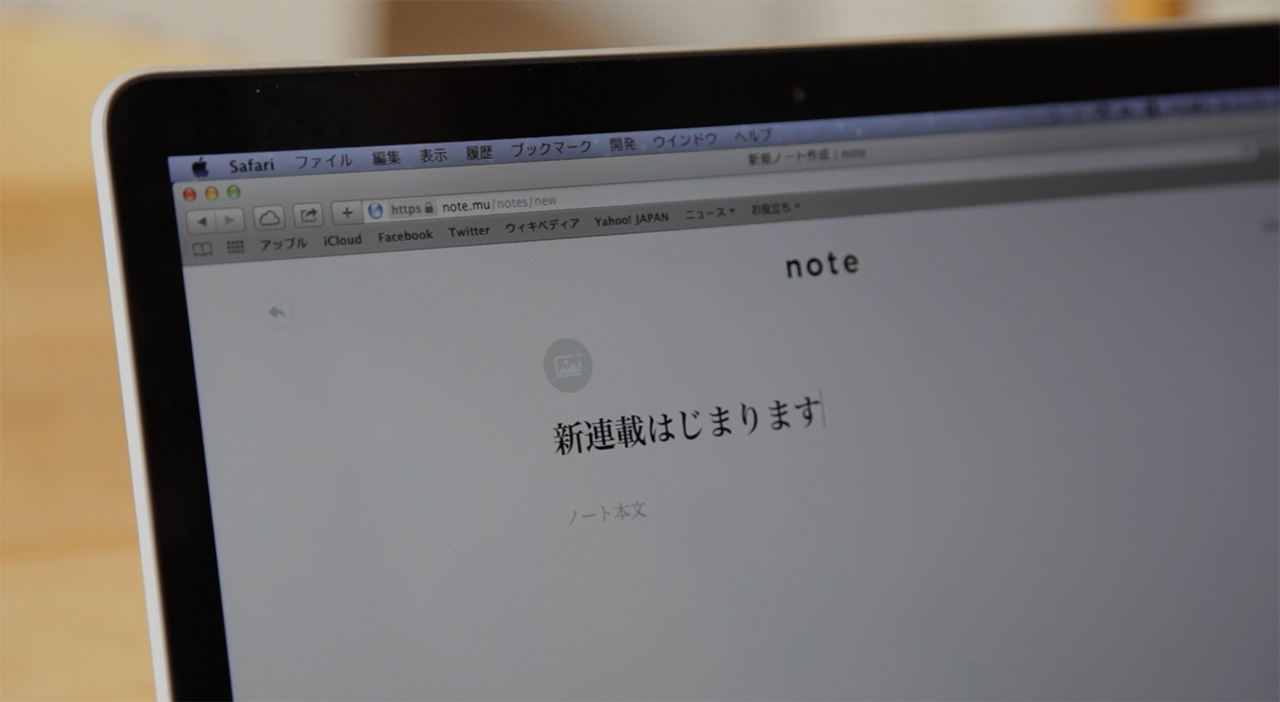 Safari ファイル 編集 表示 履歴 ブックマーク 開発 ウインドウ ヘルプ
新規ノート作成 | note
https note.mu/notes/new
アップル iCloud Facebook Twitter ウィキペディア Yahoo! JAPAN ニュース お役立ち
note
新連載はじまります
ノート本文